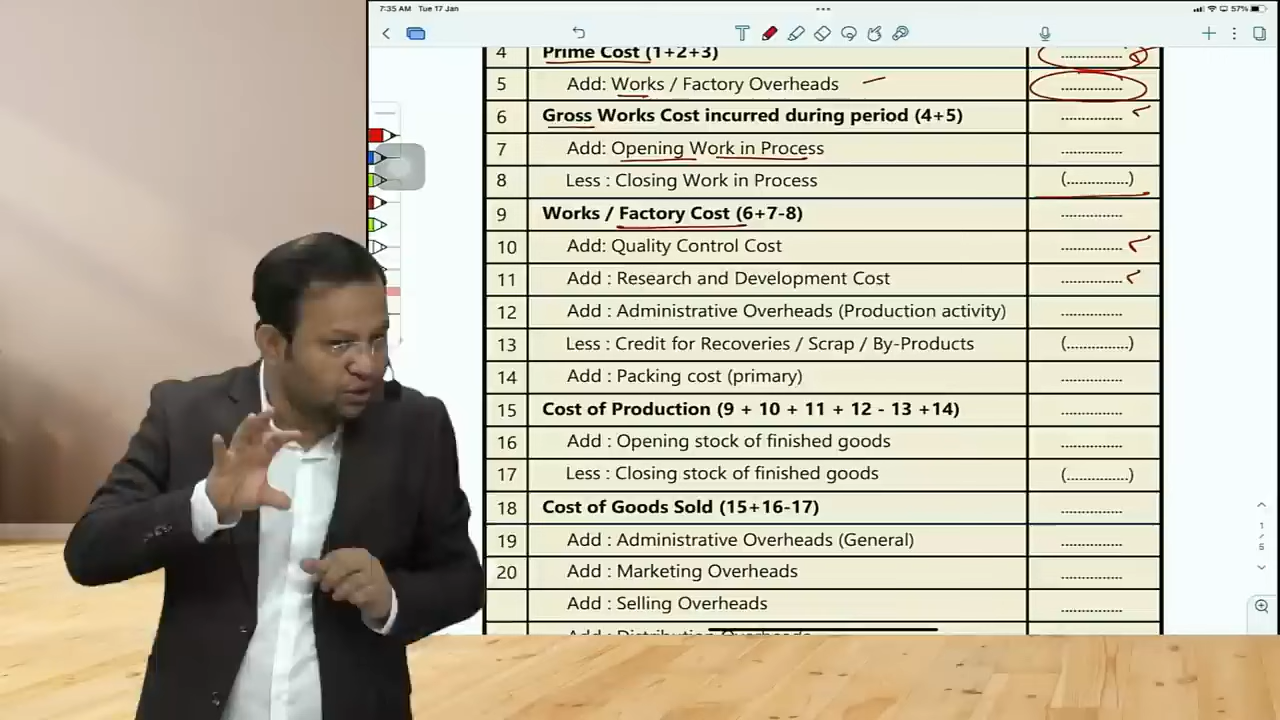 7:35 AM Tue 17 Jan
57%
4 Prime Cost (1+2+3) ..............
5 Add: Works / Factory Overheads ..............
6 Gross Works Cost incurred during period (4+5) ..............
7 Add: Opening Work in Process ..............
8 Less : Closing Work in Process (..............)
9 Works / Factory Cost (6+7-8) ..............
10 Add: Quality Control Cost ..............
11 Add : Research and Development Cost ..............
12 Add : Administrative Overheads (Production activity) ..............
13 Less : Credit for Recoveries / Scrap / By-Products (..............)
14 Add : Packing cost (primary) ..............
15 Cost of Production (9 + 10 + 11 + 12 - 13 +14) ..............
16 Add : Opening stock of finished goods ..............
17 Less : Closing stock of finished goods (..............)
18 Cost of Goods Sold (15+16-17) ..............
19 Add : Administrative Overheads (General) ..............
20 Add : Marketing Overheads ..............
Add : Selling Overheads ..............
Add : Distribution Overheads
1 / 5